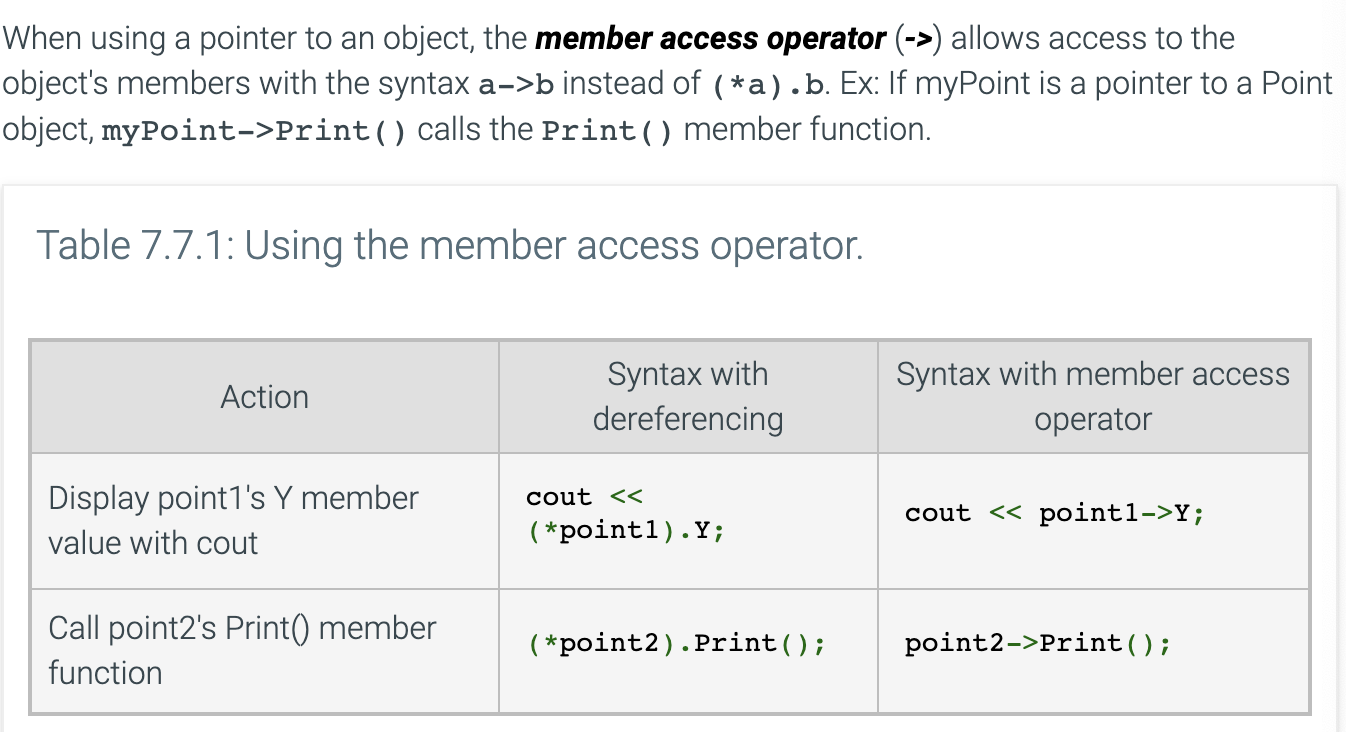 When using a pointer to an object, the member access operator (->) allows access to the
object's members with the syntax a->b instead of (*a).b. Ex: If myPoint is a pointer to a Point
object, myPoint->Print() calls the Print() member function.
Table 7.7.1: Using the member access operator.
Action
Syntax with
dereferencing
Syntax with member access
operator
Display point1's Y member
value with cout
cout <<
(*point1).Y;
cout << point1->Y;
Call point2's Print() member
function
(*point2).Print();
point2->Print();